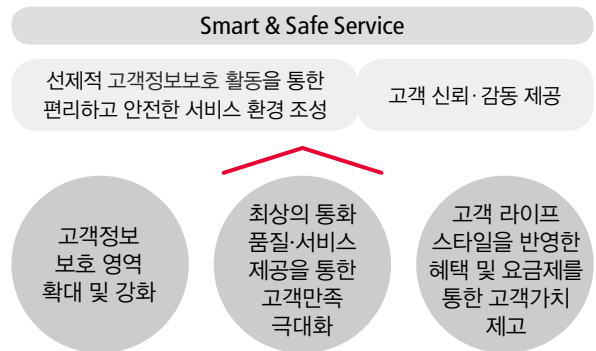 Smart & Safe Service
선제적 고객정보보호 활동을 통한
편리하고 안전한 서비스 환경 조성
고객 신뢰·감동 제공
고객정보
보호 영역
확대 및 강화
최상의 통화
품질·서비스
제공을 통한
고객만족
극대화
고객 라이프
스타일을 반영한
혜택 및 요금제를
통한 고객가치
제고